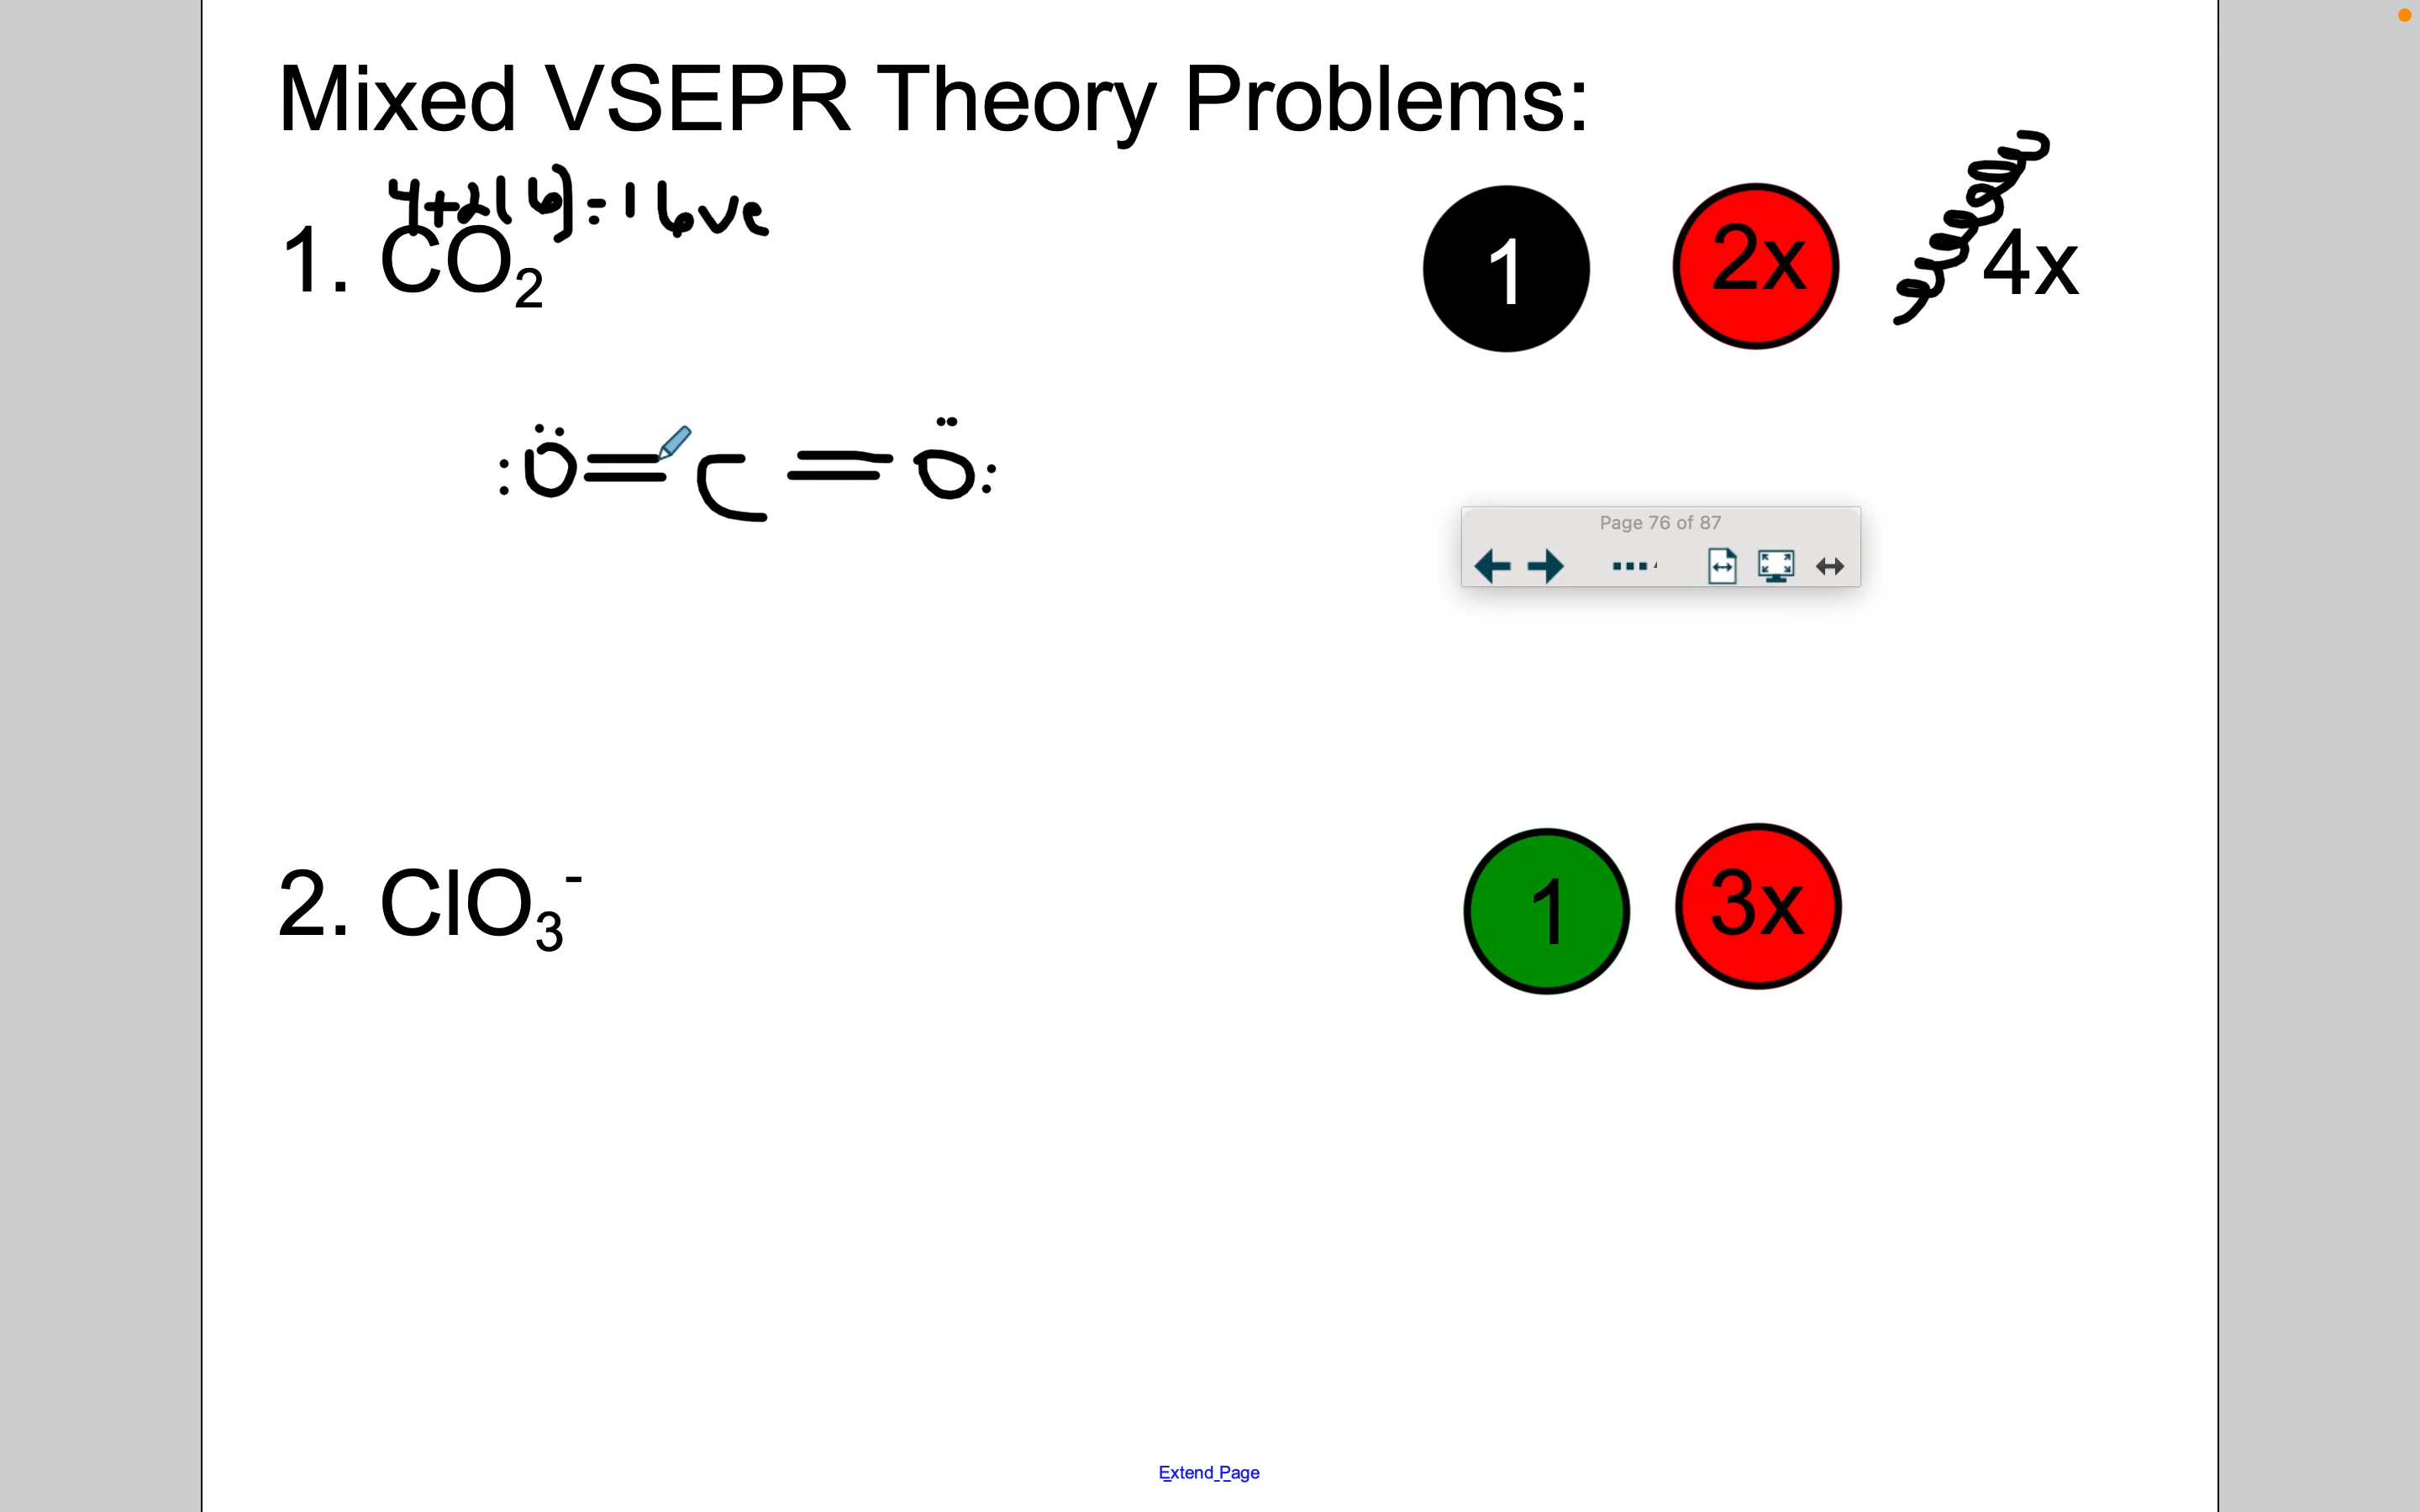 Mixed VSEPR Theory Problems:
4+2(6)=16ve
1. CO₂
1 2x 4x
:Ö=C=Ö:
Page 76 of 87
2. ClO₃⁻
1 3x
Extend Page